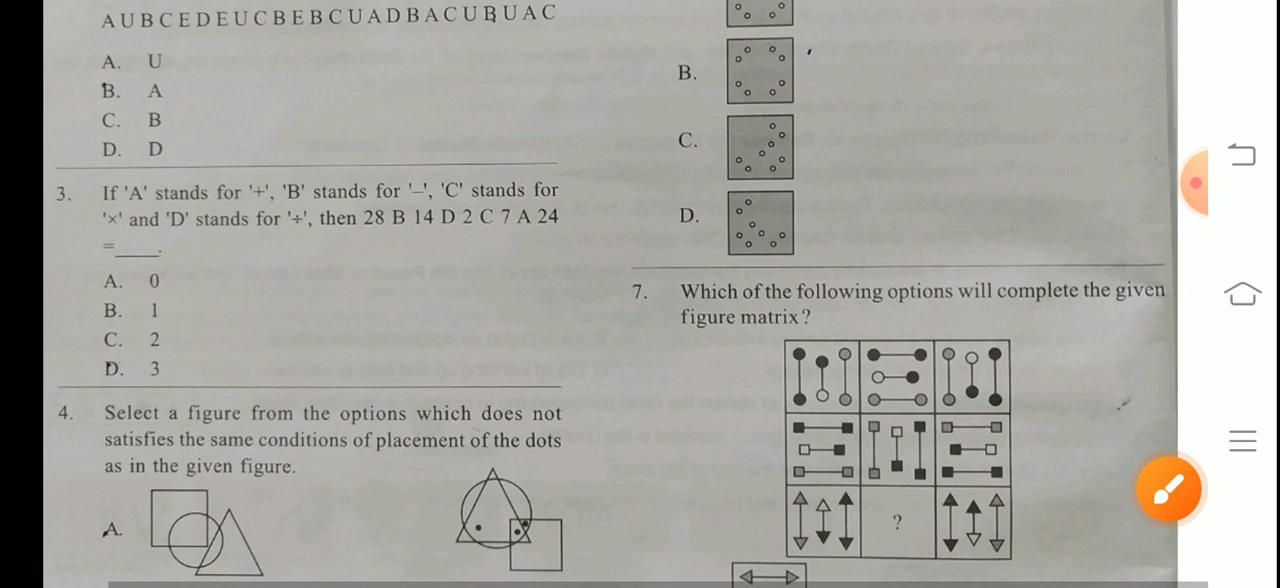 A U B C E D E U C B E B C U A D B A C U B U A C
A. U
B. A
C. B
D. D
3. If 'A' stands for '+', 'B' stands for '–', 'C' stands for
'×' and 'D' stands for '÷', then 28 B 14 D 2 C 7 A 24
=____.
A. 0
B. 1
C. 2
D. 3
4. Select a figure from the options which does not
satisfies the same conditions of placement of the dots
as in the given figure.
A.
B.
C.
D.
7. Which of the following options will complete the given
figure matrix?
?